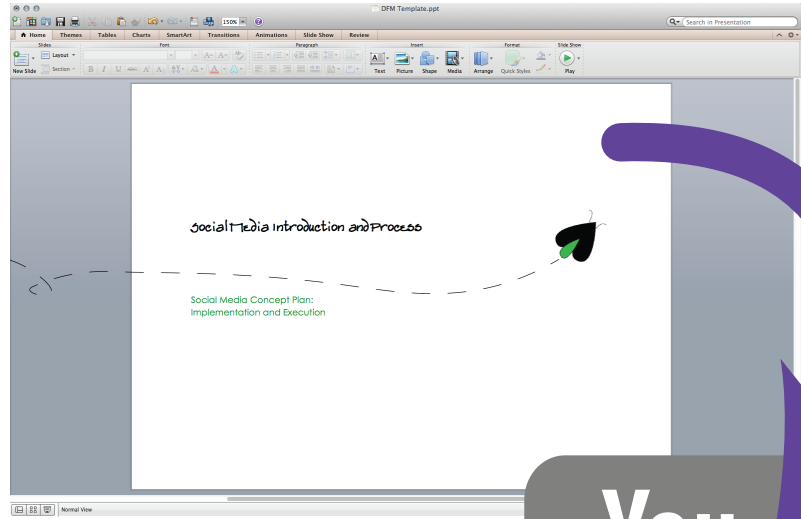 DFM Template.ppt
150%
Search in Presentation
Home Themes Tables Charts SmartArt Transitions Animations Slide Show Review
Slides Font Paragraph Insert Format Slide Show
Layout
Section
New Slide
B I U ABC
Text Picture Shape Media Arrange Quick Styles Play
Social Media Introduction and Process
Social Media Concept Plan:
Implementation and Execution
You
Normal View